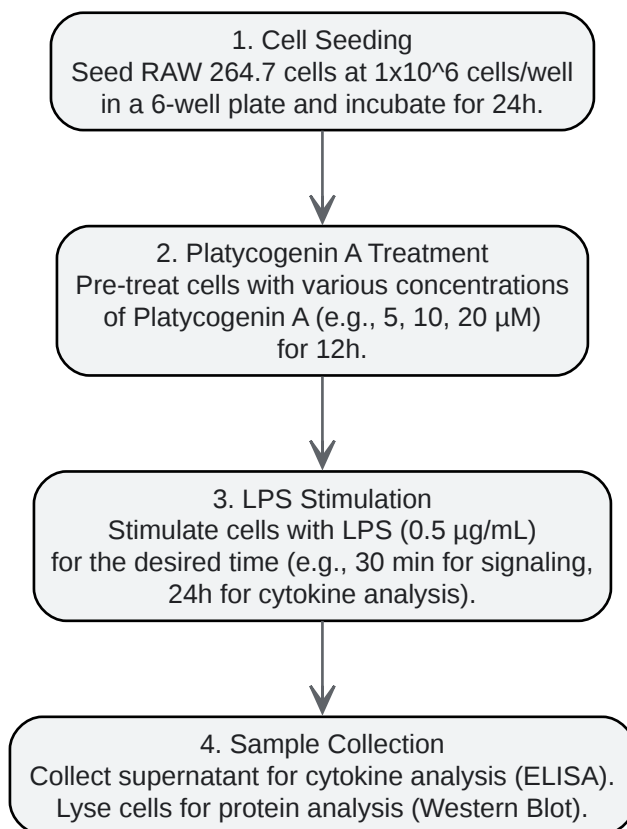 1. Cell Seeding
Seed RAW 264.7 cells at 1x10^6 cells/well
in a 6-well plate and incubate for 24h.
2. Platycogenin A Treatment
Pre-treat cells with various concentrations
of Platycogenin A (e.g., 5, 10, 20 µM)
for 12h.
3. LPS Stimulation
Stimulate cells with LPS (0.5 µg/mL)
for the desired time (e.g., 30 min for signaling,
24h for cytokine analysis).
4. Sample Collection
Collect supernatant for cytokine analysis (ELISA).
Lyse cells for protein analysis (Western Blot).